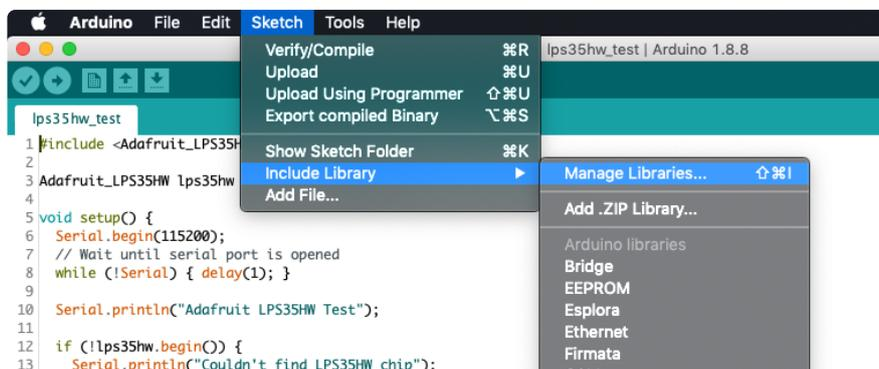 Arduino File Edit Sketch Tools Help
lps35hw_test | Arduino 1.8.8
Verify/Compile ⌘R
Upload ⌘U
Upload Using Programmer ⇧⌘U
Export compiled Binary ⌥⌘S
Show Sketch Folder ⌘K
Include Library ▶
Add File...
Manage Libraries... ⇧⌘I
Add .ZIP Library...
Arduino libraries
Bridge
EEPROM
Esplora
Ethernet
Firmata
lps35hw_test
1 #include <Adafruit_LPS35H
2
3 Adafruit_LPS35HW lps35hw
4
5 void setup() {
6 Serial.begin(115200);
7 // Wait until serial port is opened
8 while (!Serial) { delay(1); }
9
10 Serial.println("Adafruit LPS35HW Test");
11
12 if (!lps35hw.begin()) {
13 Serial.println("Couldn't find LPS35HW chip");